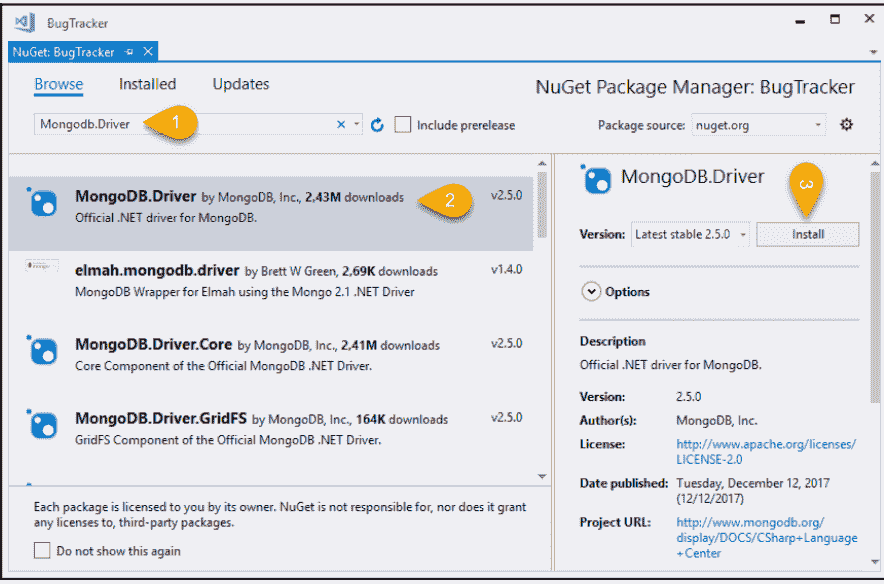 BugTracker
NuGet: BugTracker
Browse Installed Updates
NuGet Package Manager: BugTracker
Mongodb.Driver
1
Include prerelease
Package source: nuget.org
MongoDB.Driver by MongoDB, Inc., 2,43M downloads v2.5.0
Official .NET driver for MongoDB.
2
elmah.mongodb.driver by Brett W Green, 2,69K downloads v1.4.0
MongoDB Wrapper for Elmah using the Mongo 2.1 .NET Driver
MongoDB.Driver.Core by MongoDB, Inc., 2,41M downloads v2.5.0
Core Component of the Official MongoDB .NET Driver.
MongoDB.Driver.GridFS by MongoDB, Inc., 164K downloads v2.5.0
GridFS Component of the Official MongoDB .NET Driver.
Each package is licensed to you by its owner. NuGet is not responsible for, nor does it grant
any licenses to, third-party packages.
Do not show this again
MongoDB.Driver
3
Version: Latest stable 2.5.0 Install
Options
Description
Official .NET driver for MongoDB.
Version: 2.5.0
Author(s): MongoDB, Inc.
License: http://www.apache.org/licenses/
LICENSE-2.0
Date published: Tuesday, December 12, 2017
(12/12/2017)
Project URL: http://www.mongodb.org/
display/DOCS/CSharp+Language
+Center